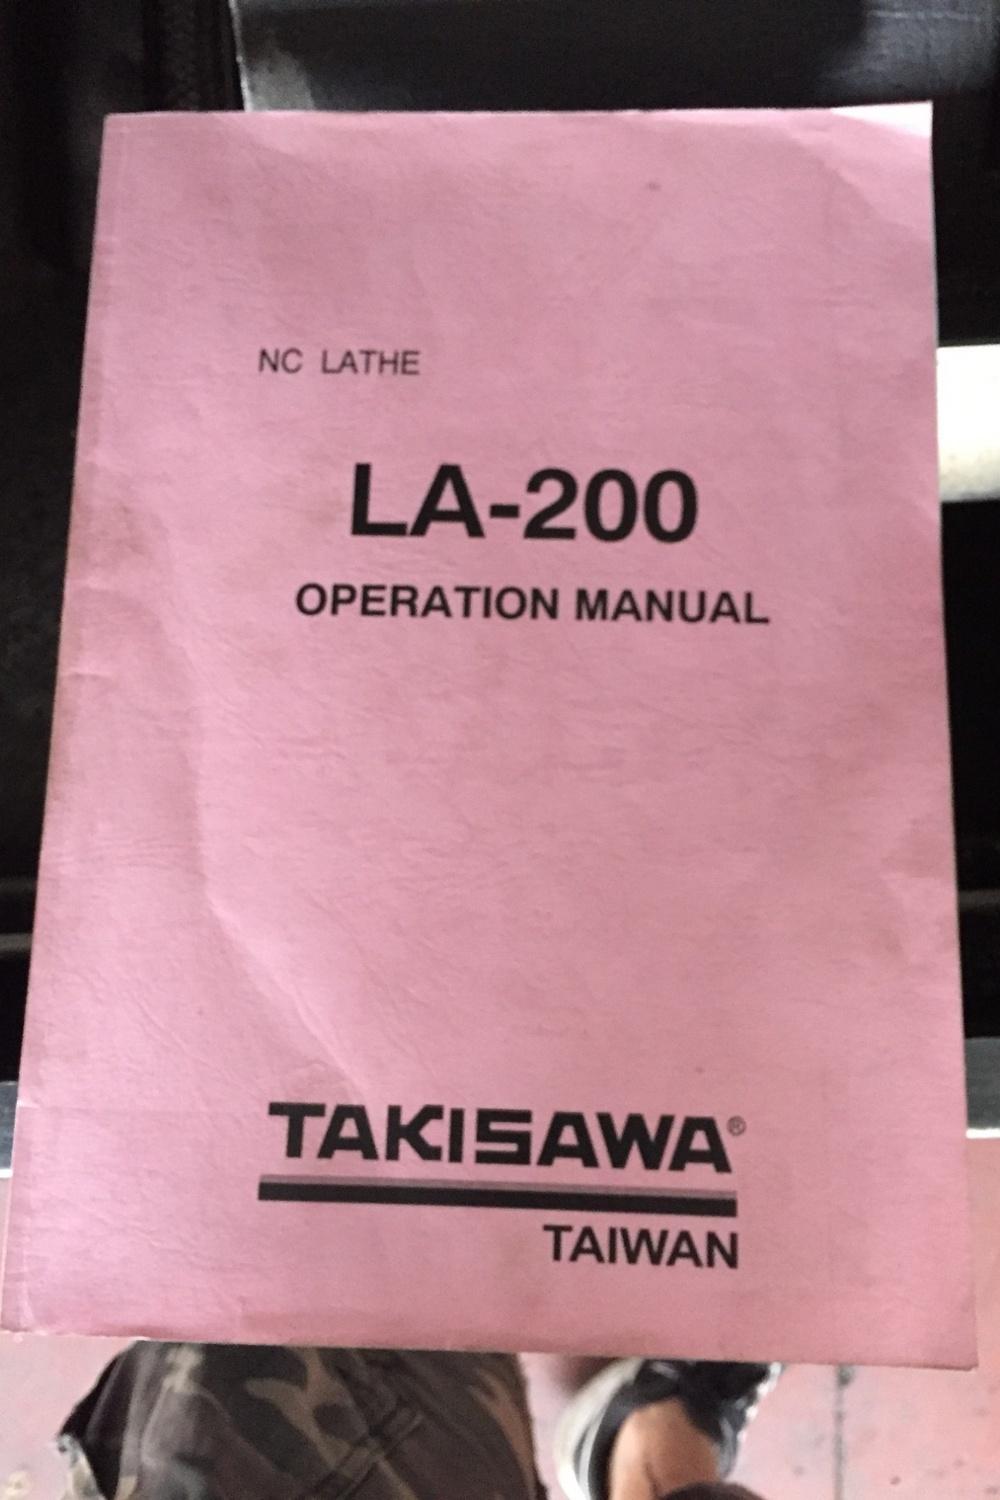 NC LATHE
LA-200
OPERATION MANUAL
TAKISAWA®
TAIWAN